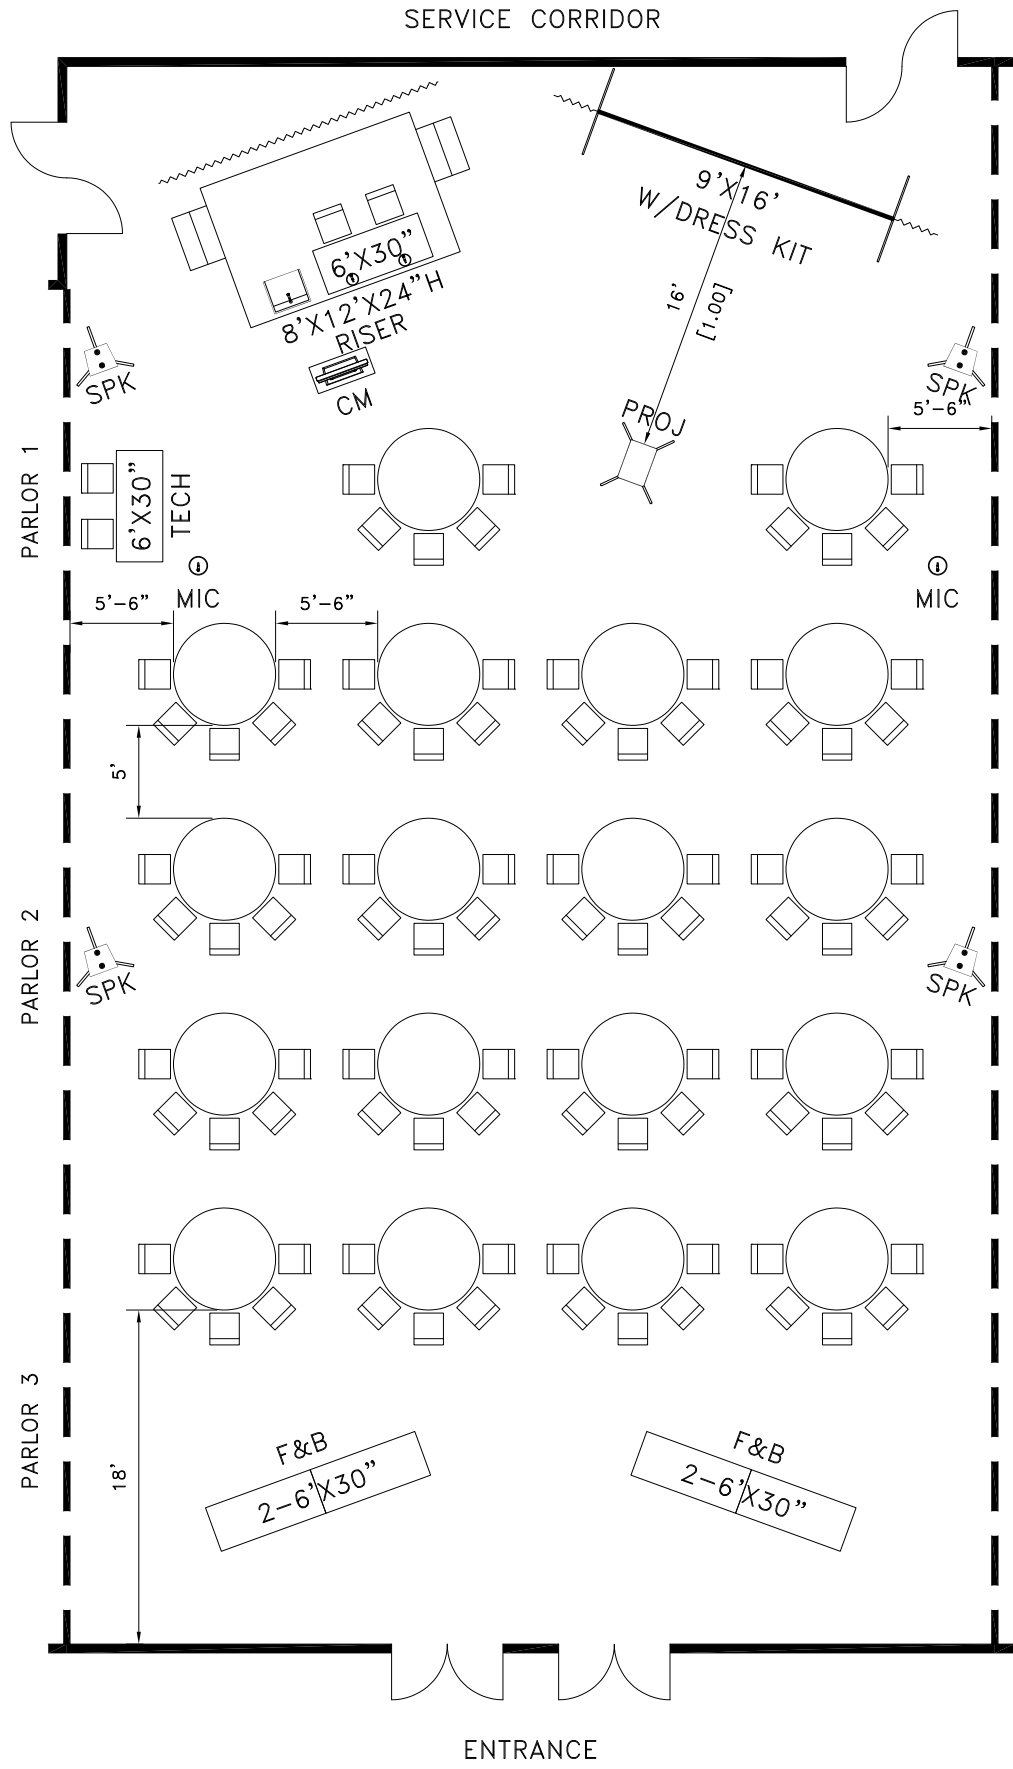 SERVICE CORRIDOR
9'X16'
W/DRESS KIT
6'X30"
8'X12'X24"H
RISER
CM
16'
[1.00]
SPK
SPK
5'-6"
PROJ
PARLOR 1
6'X30"
TECH
MIC
MIC
5'-6"
5'-6"
5'
PARLOR 2
SPK
SPK
PARLOR 3
18'
F&B
2-6'X30"
F&B
2-6'X30"
ENTRANCE